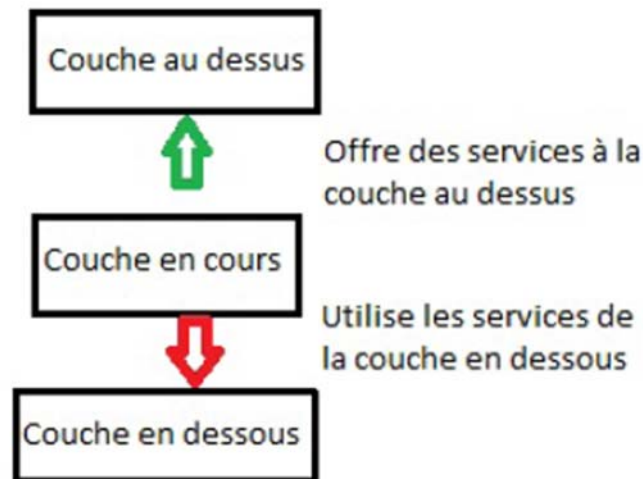 Couche au dessus
Offre des services à la
couche au dessus
Couche en cours
Utilise les services de
la couche en dessous
Couche en dessous